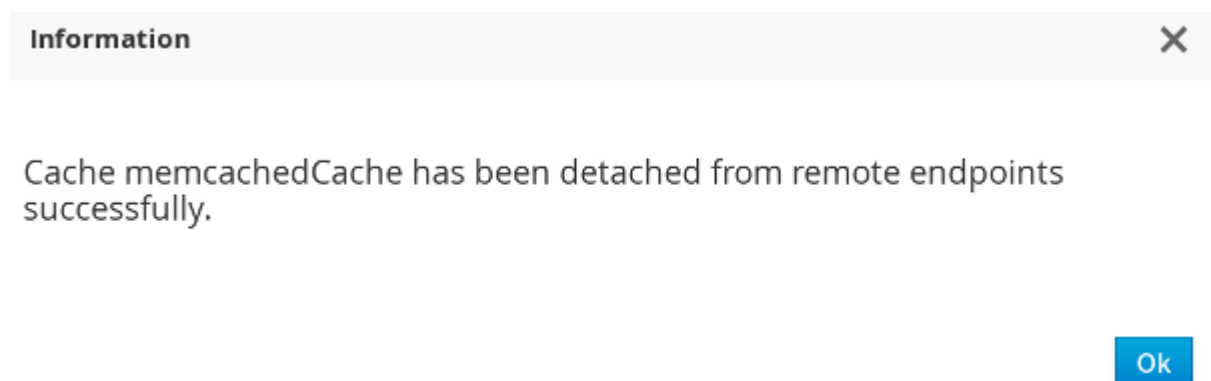 Information
Cache memcachedCache has been detached from remote endpoints
successfully.
Ok